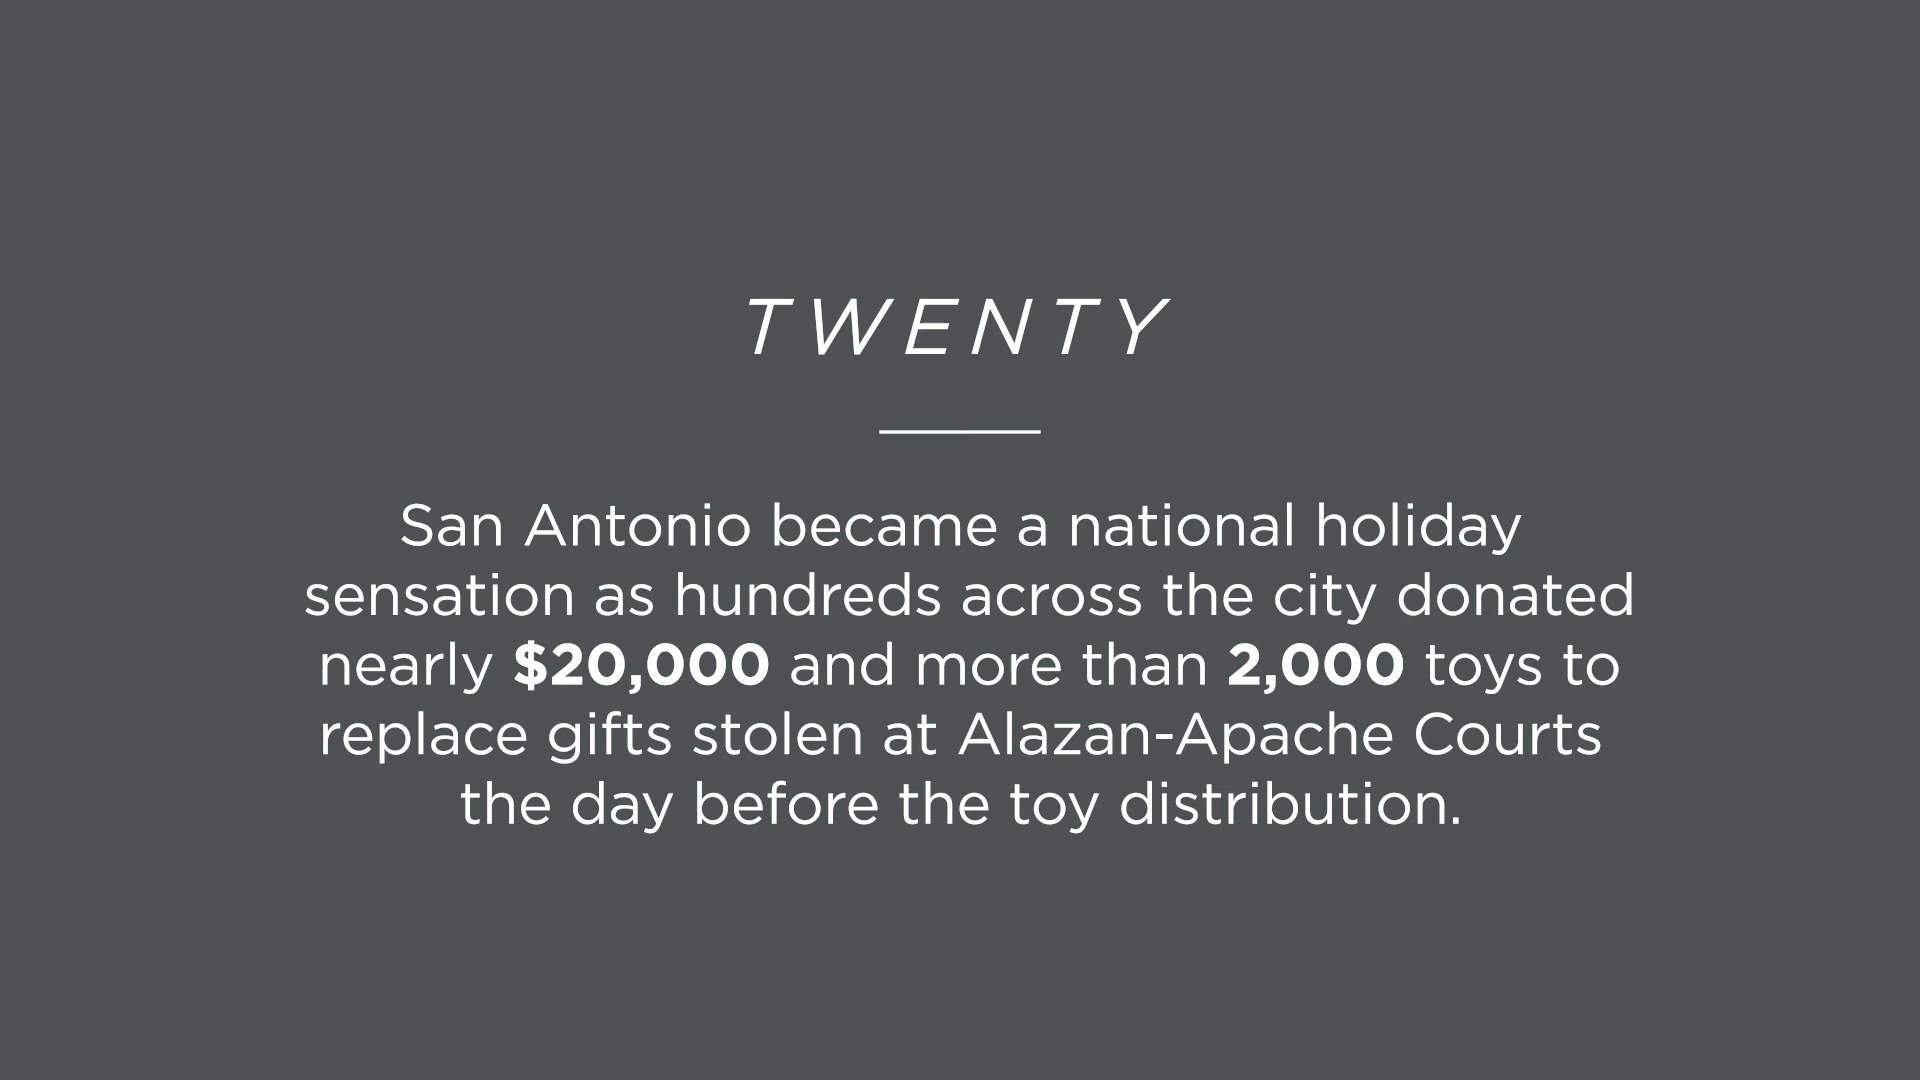 TWENTY
San Antonio became a national holiday
sensation as hundreds across the city donated
nearly $20,000 and more than 2,000 toys to
replace gifts stolen at Alazan-Apache Courts
the day before the toy distribution.